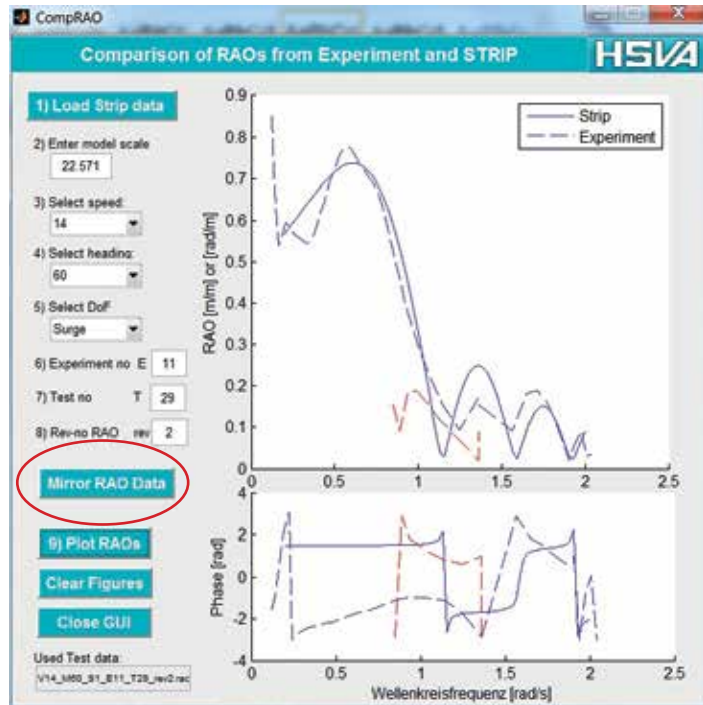 CompRAO
Comparison of RAOs from Experiment and STRIP
HSVA
1) Load Strip data
2) Enter model scale
22.571
3) Select speed:
14
4) Select heading:
60
5) Select DoF
Surge
6) Experiment no E 11
7) Test no T 29
8) Rev-no RAO rev 2
Mirror RAO Data
9) Plot RAOs
Clear Figures
Close GUI
Used Test data:
V14_M60_S1_E11_T29_rev2.rao
Strip
Experiment
RAO [m/m] or [rad/m]
0.9
0.8
0.7
0.6
0.5
0.4
0.3
0.2
0.1
0
0 0.5 1 1.5 2 2.5
Phase [rad]
4
2
0
-2
-4
0 0.5 1 1.5 2 2.5
Wellenkreisfrequenz [rad/s]